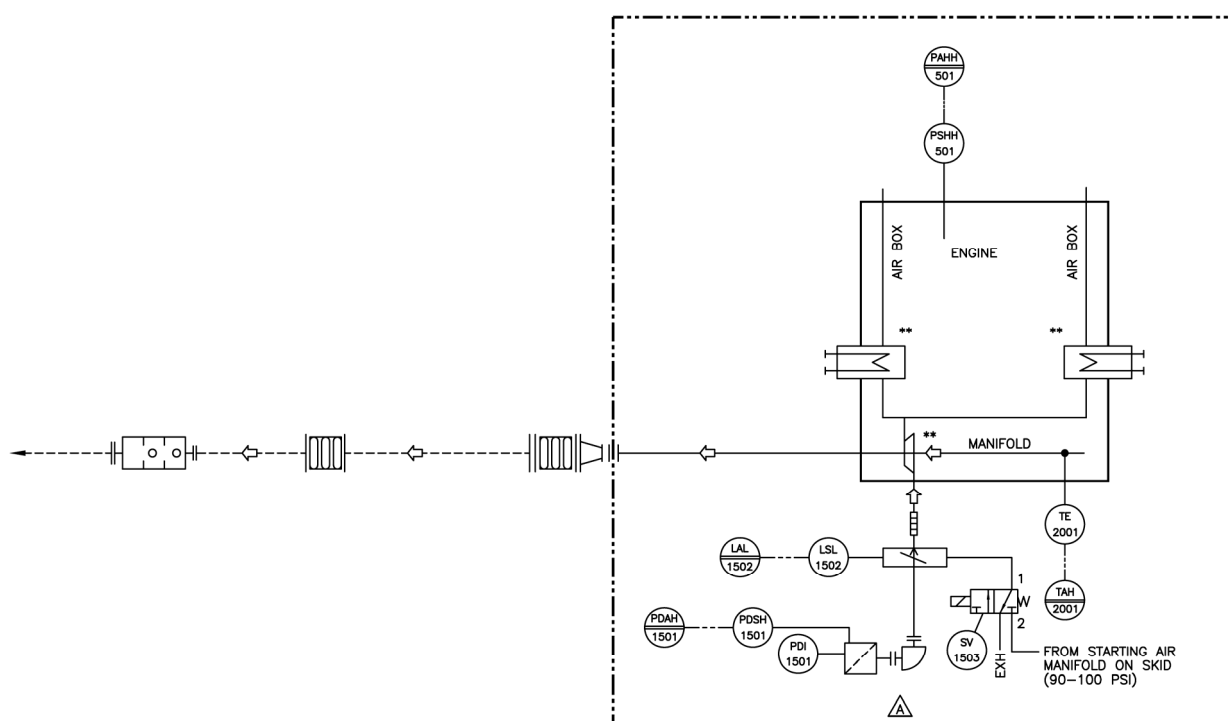 PAHH
501
PSHH
501
AIR BOX
ENGINE
AIR BOX
**
**
**
MANIFOLD
TE
2001
LAL
1502
LSL
1502
1
TAH
2001
PDAH
1501
PDSH
1501
2
PDI
1501
SV
1503
EXH
FROM STARTING AIR
MANIFOLD ON SKID
(90-100 PSI)
A